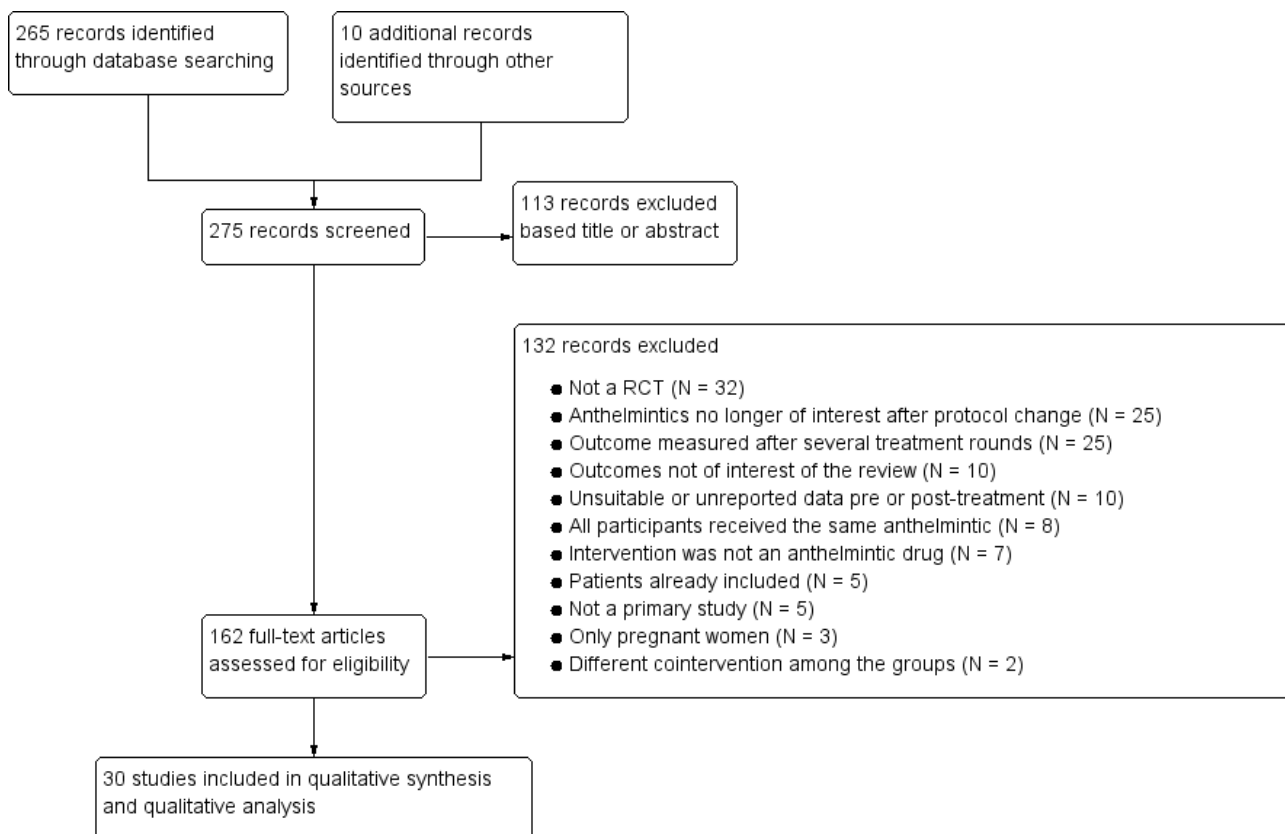 265 records identified
through database searching
10 additional records
identified through other
sources
275 records screened
113 records excluded
based title or abstract
132 records excluded
● Not a RCT (N = 32)
● Anthelmintics no longer of interest after protocol change (N = 25)
● Outcome measured after several treatment rounds (N = 25)
● Outcomes not of interest of the review (N = 10)
● Unsuitable or unreported data pre or post-treatment (N = 10)
● All participants received the same anthelmintic (N = 8)
● Intervention was not an anthelmintic drug (N = 7)
● Patients already included (N = 5)
● Not a primary study (N = 5)
● Only pregnant women (N = 3)
● Different cointervention among the groups (N = 2)
162 full-text articles
assessed for eligibility
30 studies included in qualitative synthesis
and qualitative analysis